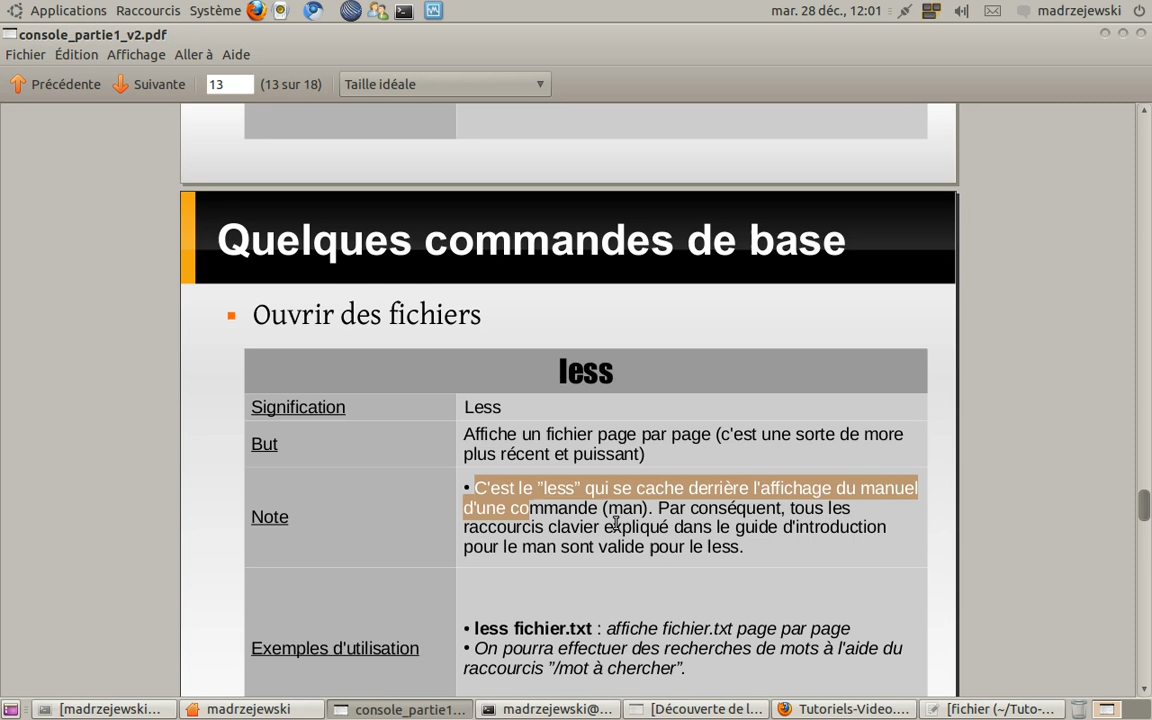 Applications Raccourcis Système mar. 28 déc., 12:01 madrzejewski
console_partie1_v2.pdf
Fichier Édition Affichage Aller à Aide
Précédente Suivante 13 (13 sur 18) Taille idéale
Quelques commandes de base
Ouvrir des fichiers
less
Signification Less
But
Affiche un fichier page par page (c'est une sorte de more
plus récent et puissant)
Note
• C'est le ”less” qui se cache derrière l'affichage du manuel
d'une commande (man). Par conséquent, tous les
raccourcis clavier expliqué dans le guide d'introduction
pour le man sont valide pour le less.
Exemples d'utilisation
• less fichier.txt : affiche fichier.txt page par page
• On pourra effectuer des recherches de mots à l'aide du
raccourcis ”/mot à chercher”.
[madrzejewski... madrzejewski console_partie1... madrzejewski@... [Découverte de l... Tutoriels-Video.... [fichier (~/Tuto-...